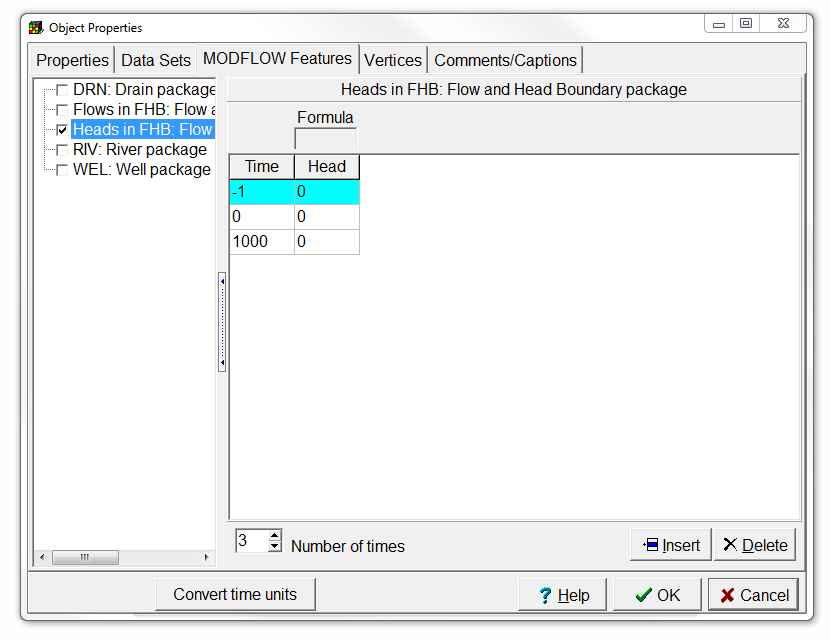 Object Properties
Properties
Data Sets
MODFLOW Features
Vertices
Comments/Captions
DRN: Drain package
Flows in FHB: Flow a
Heads in FHB: Flow
RIV: River package
WEL: Well package
Heads in FHB: Flow and Head Boundary package
Formula
Time Head
-1 0
0 0
1000 0
3 Number of times
Insert
Delete
Convert time units
Help
OK
Cancel